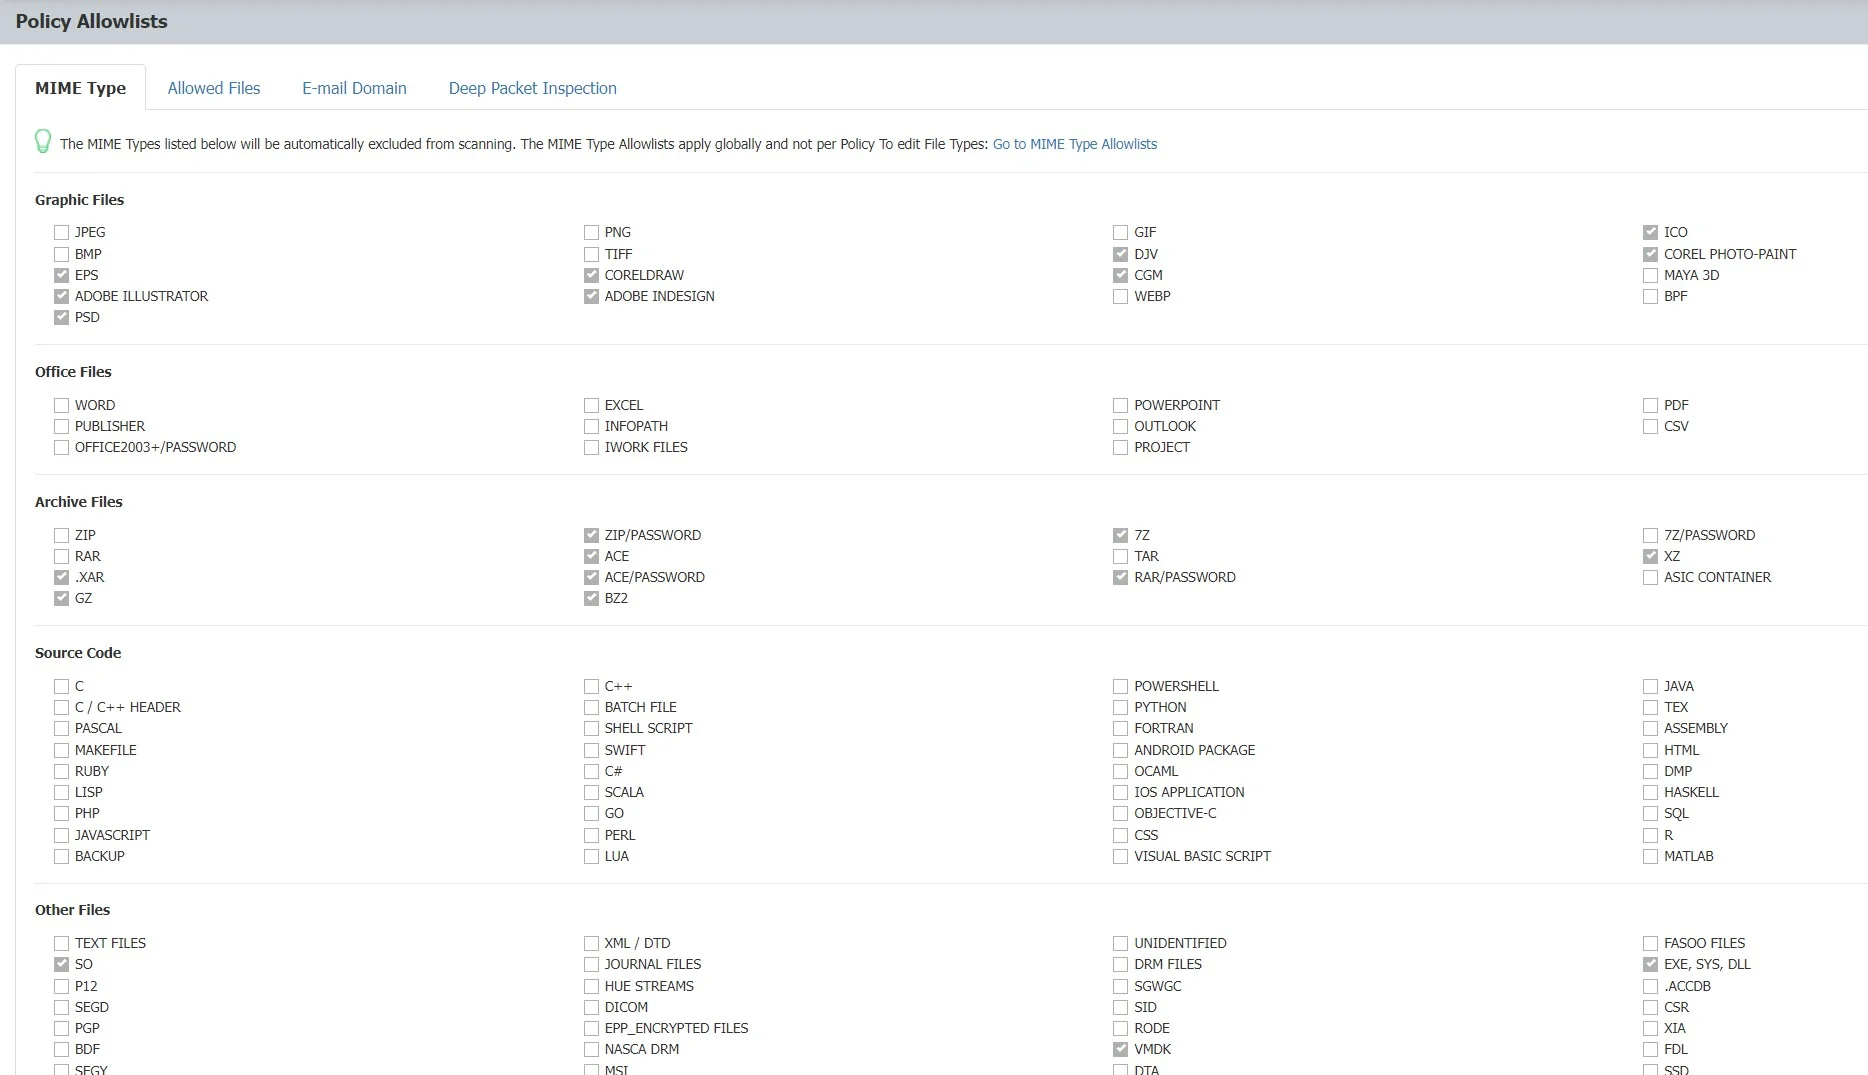 Policy Allowlists
MIME Type Allowed Files E-mail Domain Deep Packet Inspection
The MIME Types listed below will be automatically excluded from scanning. The MIME Type Allowlists apply globally and not per Policy To edit File Types: Go to MIME Type Allowlists
Graphic Files
JPEG PNG GIF ICO
BMP TIFF DJV COREL PHOTO-PAINT
EPS CORELDRAW CGM MAYA 3D
ADOBE ILLUSTRATOR ADOBE INDESIGN WEBP BPF
PSD
Office Files
WORD EXCEL POWERPOINT PDF
PUBLISHER INFOPATH OUTLOOK CSV
OFFICE2003+/PASSWORD IWORK FILES PROJECT
Archive Files
ZIP ZIP/PASSWORD 7Z 7Z/PASSWORD
RAR ACE TAR XZ
.XAR ACE/PASSWORD RAR/PASSWORD ASIC CONTAINER
GZ BZ2
Source Code
C C++ POWERSHELL JAVA
C / C++ HEADER BATCH FILE PYTHON TEX
PASCAL SHELL SCRIPT FORTRAN ASSEMBLY
MAKEFILE SWIFT ANDROID PACKAGE HTML
RUBY C# OCAML DMP
LISP SCALA IOS APPLICATION HASKELL
PHP GO OBJECTIVE-C SQL
JAVASCRIPT PERL CSS R
BACKUP LUA VISUAL BASIC SCRIPT MATLAB
Other Files
TEXT FILES XML / DTD UNIDENTIFIED FASOO FILES
SO JOURNAL FILES DRM FILES EXE, SYS, DLL
P12 HUE STREAMS SGWGC .ACCDB
SEGD DICOM SID CSR
PGP EPP_ENCRYPTED FILES RODE XIA
BDF NASCA DRM VMDK FDL
SEGY MSI DTA SSD